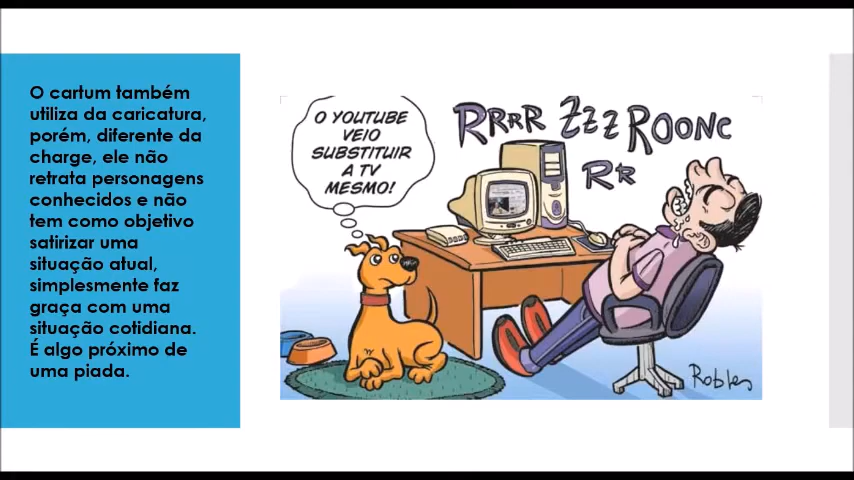 O cartum também
utiliza da caricatura,
porém, diferente da
charge, ele não
retrata personagens
conhecidos e não
tem como objetivo
satirizar uma
situação atual,
simplesmente faz
graça com uma
situação cotidiana.
É algo próximo de
uma piada.
O YOUTUBE
VEIO
SUBSTITUIR
A TV
MESMO!
RRRR ZZZ ROONC
RR
Robles